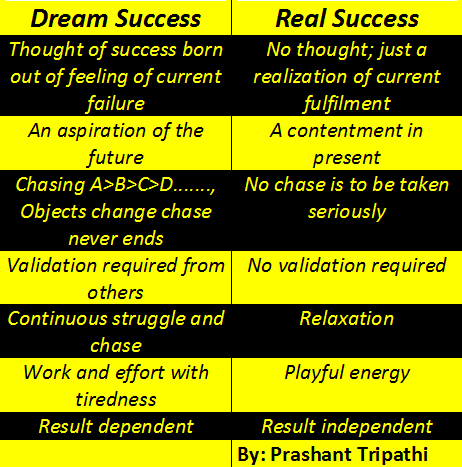 Dream Success
Real Success
Thought of success born
out of feeling of current
failure
No thought; just a
realization of current
fulfilment
An aspiration of the
future
A contentment in
present
Chasing A>B>C>D.......,
Objects change chase
never ends
No chase is to be taken
seriously
Validation required from
others
No validation required
Continuous struggle and
chase
Relaxation
Work and effort with
tiredness
Playful energy
Result dependent
Result independent
By: Prashant Tripathi